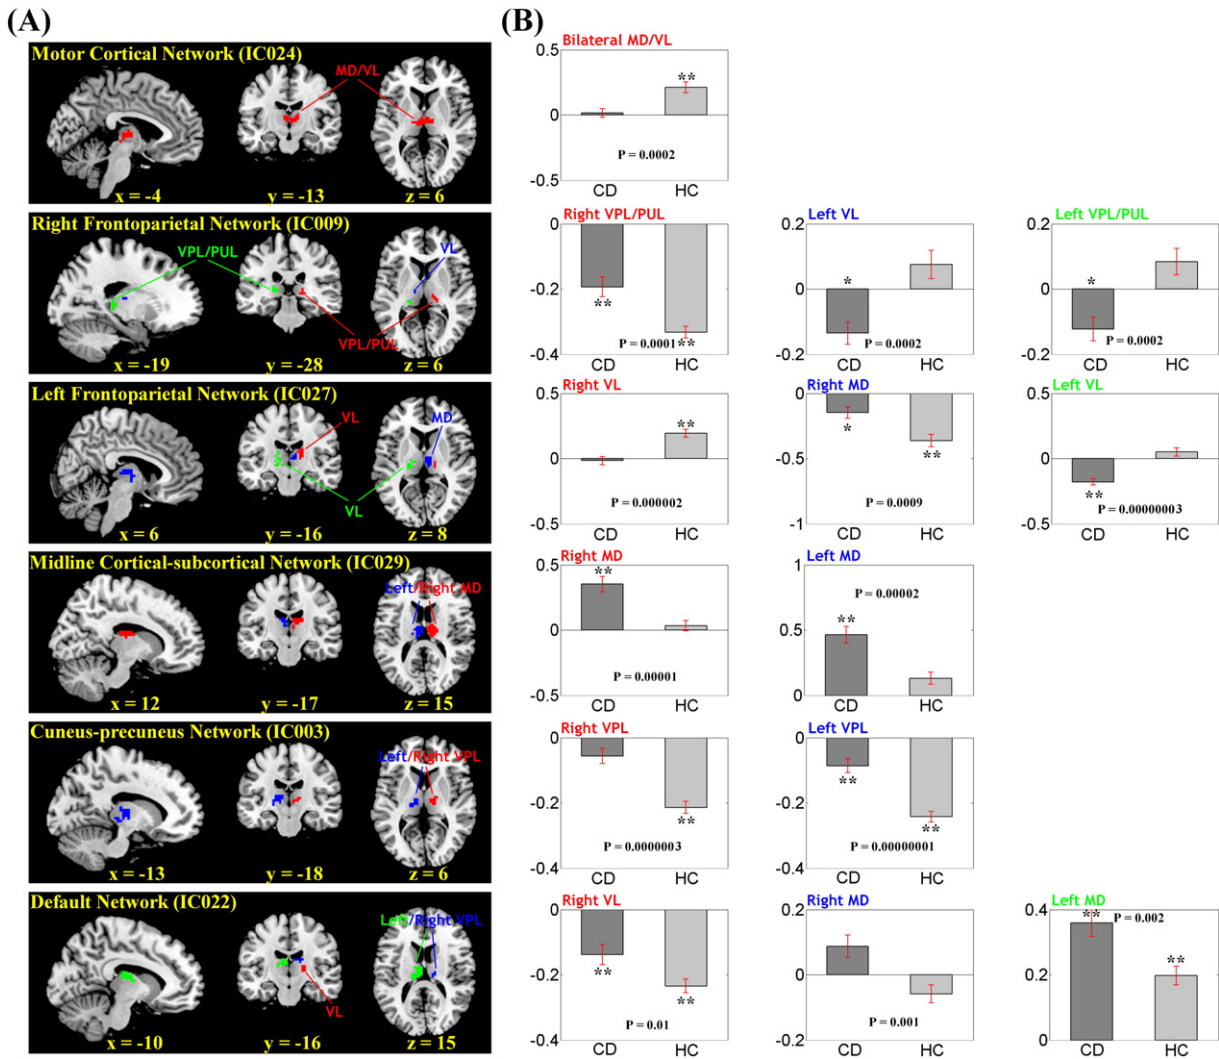 (A)
(B)
Motor Cortical Network (IC024)
MD/VL
x = -4
y = -13
z = 6
Bilateral MD/VL
0.5
0
-0.5
**
P = 0.0002
CD
HC
Right Frontoparietal Network (IC009)
VPL/PUL
VL
VPL/PUL
x = -19
y = -28
z = 6
Right VPL/PUL
0
-0.2
-0.4
**
**
P = 0.0001
CD
HC
Left VL
0.2
0
-0.2
*
P = 0.0002
CD
HC
Left VPL/PUL
0.2
0
-0.2
*
P = 0.0002
CD
HC
Left Frontoparietal Network (IC027)
VL
MD
VL
x = 6
y = -16
z = 8
Right VL
0.5
0
-0.5
**
P = 0.000002
CD
HC
Right MD
0
-0.5
-1
*
**
P = 0.0009
CD
HC
Left VL
0.5
0
-0.5
**
P = 0.00000003
CD
HC
Midline Cortical-subcortical Network (IC029)
Left/Right MD
x = 12
y = -17
z = 15
Right MD
0.5
0
-0.5
**
P = 0.00001
CD
HC
Left MD
1
0.5
0
P = 0.00002
**
CD
HC
Cuneus-precuneus Network (IC003)
Left/Right VPL
x = -13
y = -18
z = 6
Right VPL
0
-0.2
-0.4
**
P = 0.0000003
CD
HC
Left VPL
0
-0.2
-0.4
**
**
P = 0.00000001
CD
HC
Default Network (IC022)
Left/Right VPL
VL
x = -10
y = -16
z = 15
Right VL
0
-0.2
-0.4
**
**
P = 0.01
CD
HC
Right MD
0.2
0
-0.2
P = 0.001
CD
HC
Left MD
0.4
0.2
0
**
P = 0.002
**
CD
HC